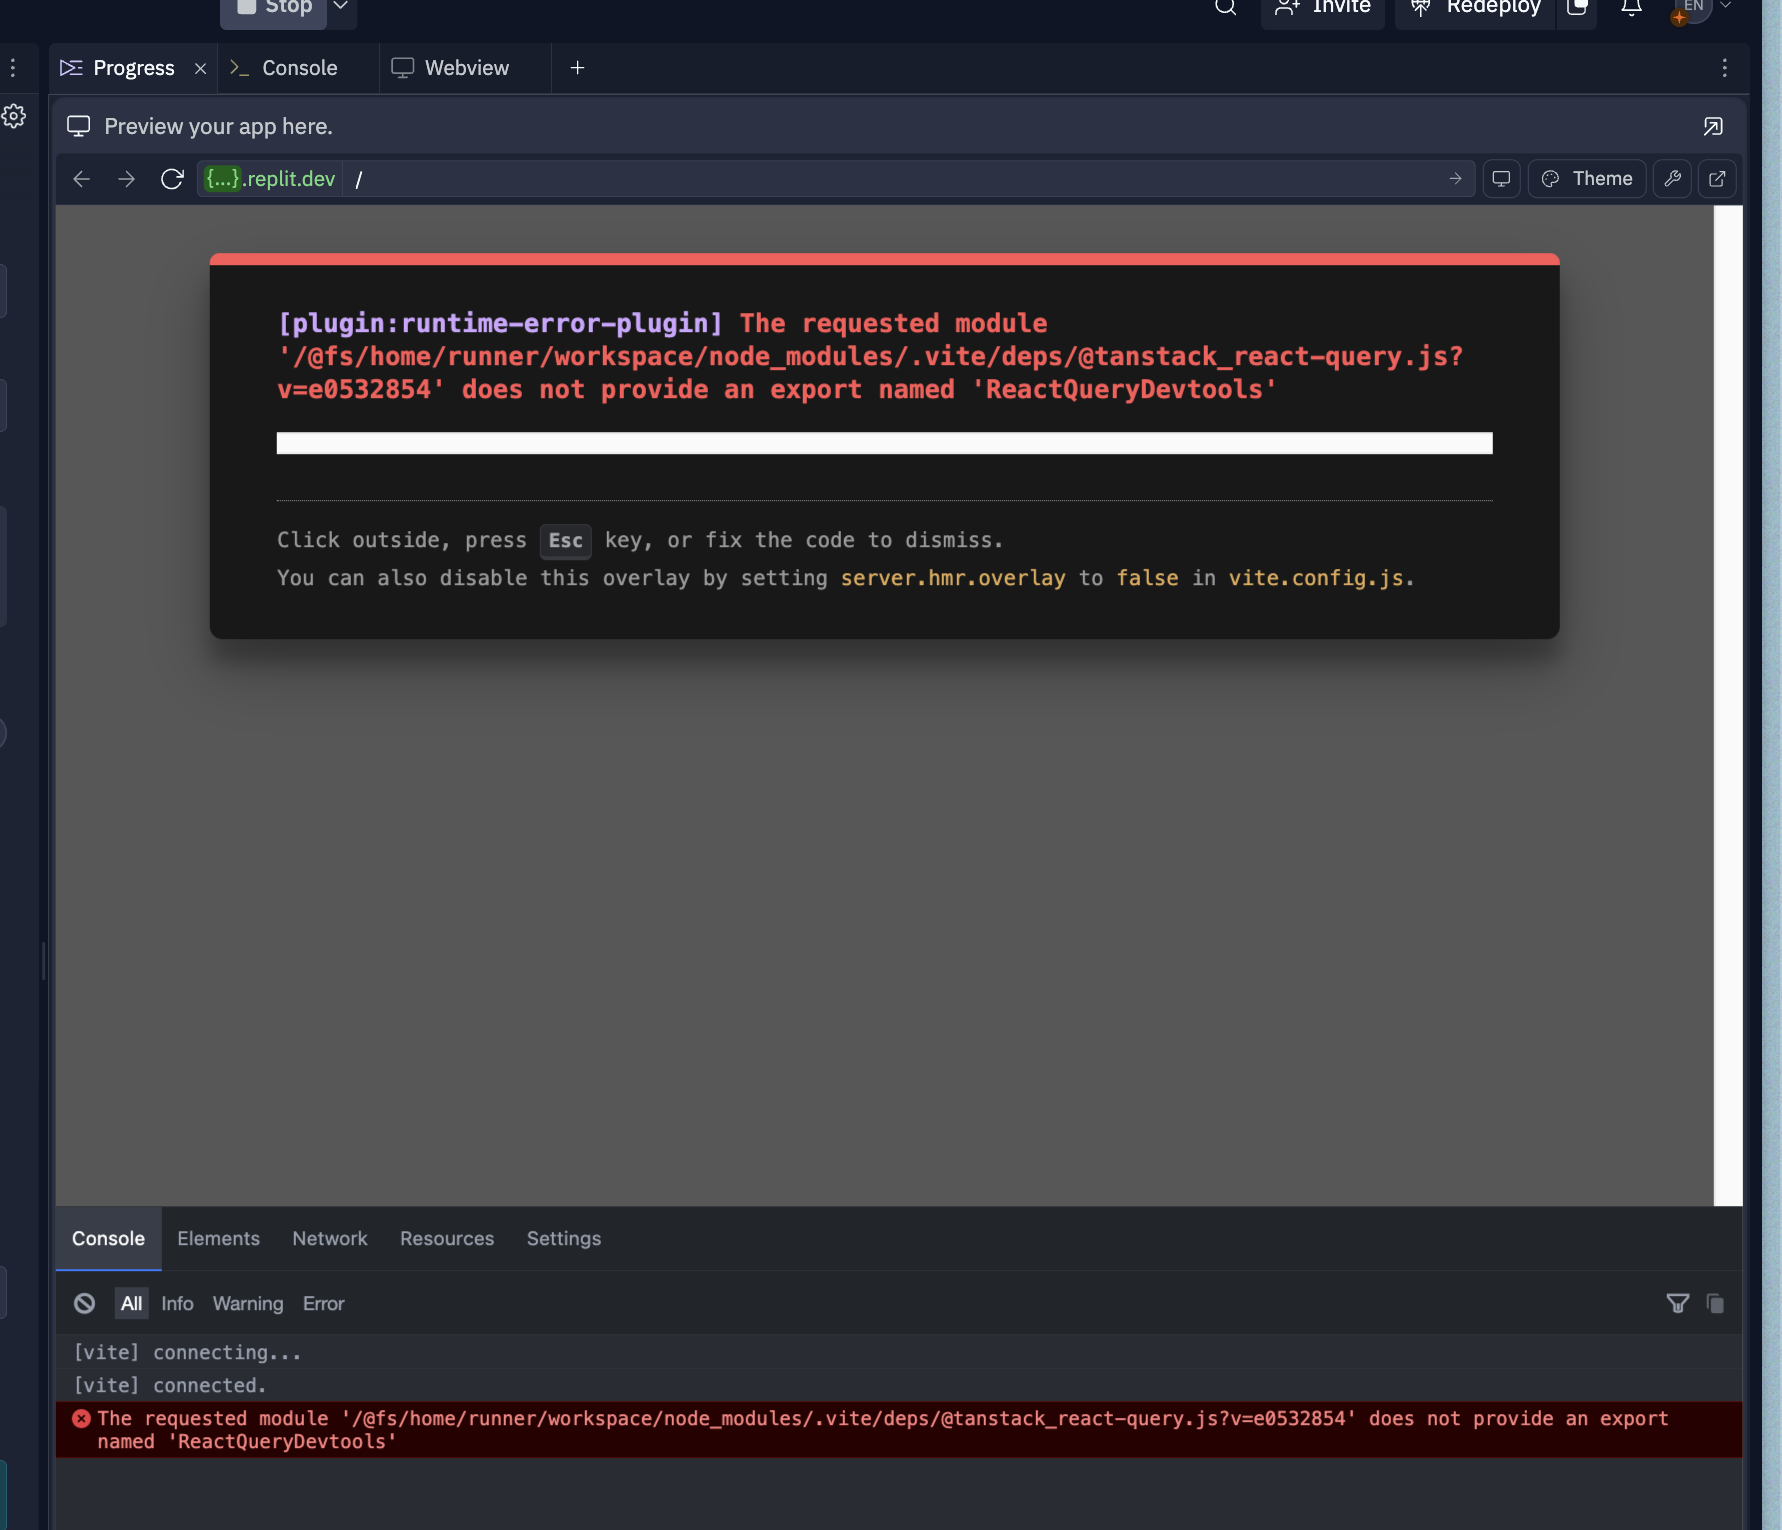 Stop
Invite
Redeploy
EN
Progress
Console
Webview
Preview your app here.
{...}.replit.dev /
Theme
[plugin:runtime-error-plugin] The requested module
'/@fs/home/runner/workspace/node_modules/.vite/deps/@tanstack_react-query.js?
v=e0532854' does not provide an export named 'ReactQueryDevtools'
Click outside, press Esc key, or fix the code to dismiss.
You can also disable this overlay by setting server.hmr.overlay to false in vite.config.js.
Console Elements Network Resources Settings
All Info Warning Error
[vite] connecting...
[vite] connected.
The requested module '/@fs/home/runner/workspace/node_modules/.vite/deps/@tanstack_react-query.js?v=e0532854' does not provide an export
named 'ReactQueryDevtools'